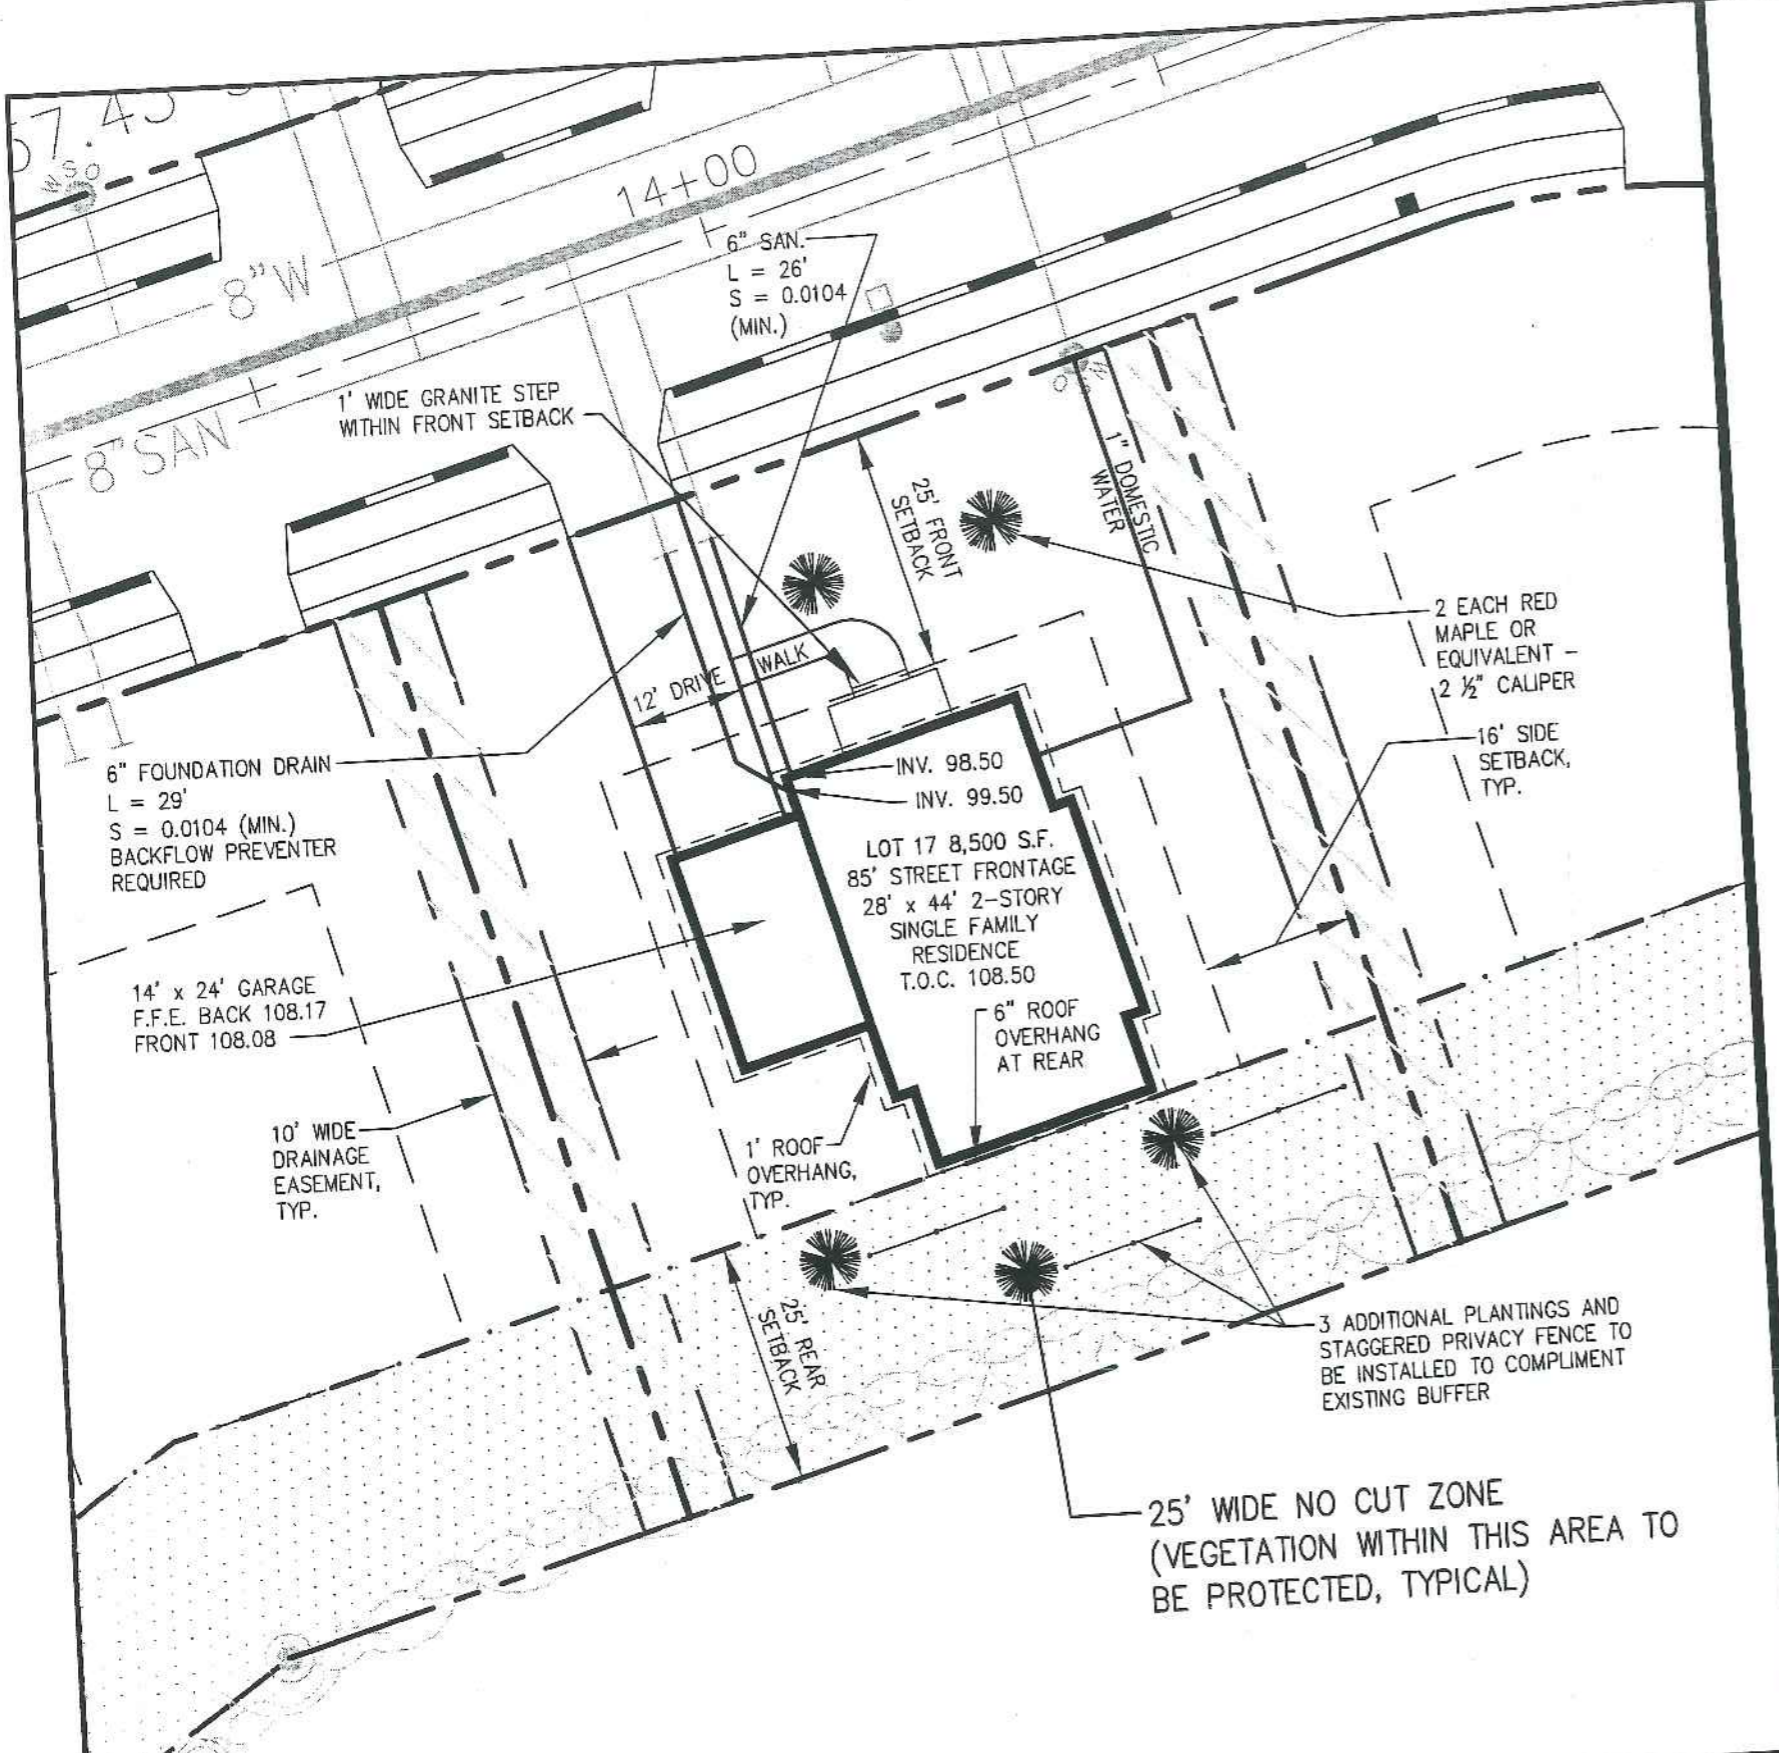 57.45
WSO
14+00
8"W
8"SAN
6" SAN.
L = 26'
S = 0.0104
(MIN.)
1' WIDE GRANITE STEP
WITHIN FRONT SETBACK
25' FRONT
SETBACK
1" DOMESTIC
WATER
2 EACH RED
MAPLE OR
EQUIVALENT -
2 ½" CALIPER
WALK
12' DRIVE
16' SIDE
SETBACK,
TYP.
6" FOUNDATION DRAIN
L = 29'
S = 0.0104 (MIN.)
BACKFLOW PREVENTER
REQUIRED
INV. 98.50
INV. 99.50
LOT 17 8,500 S.F.
85' STREET FRONTAGE
28' x 44' 2-STORY
SINGLE FAMILY
RESIDENCE
T.O.C. 108.50
14' x 24' GARAGE
F.F.E. BACK 108.17
FRONT 108.08
6" ROOF
OVERHANG
AT REAR
10' WIDE
DRAINAGE
EASEMENT,
TYP.
1' ROOF
OVERHANG,
TYP.
25' REAR
SETBACK
3 ADDITIONAL PLANTINGS AND
STAGGERED PRIVACY FENCE TO
BE INSTALLED TO COMPLIMENT
EXISTING BUFFER
25' WIDE NO CUT ZONE
(VEGETATION WITHIN THIS AREA TO
BE PROTECTED, TYPICAL)